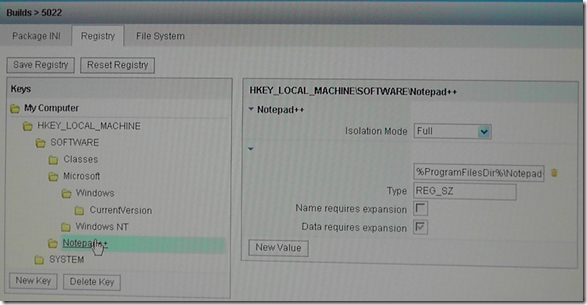 Builds > 5022
Package INI
Registry
File System
Save Registry
Reset Registry
Keys
My Computer
HKEY_LOCAL_MACHINE
SOFTWARE
Classes
Microsoft
Windows
CurrentVersion
Windows NT
Notepad++
SYSTEM
New Key
Delete Key
HKEY_LOCAL_MACHINE\SOFTWARE\Notepad++
Notepad++
Isolation Mode
Full
%ProgramFilesDir%\Notepad
Type
REG_SZ
Name requires expansion
Data requires expansion
New Value